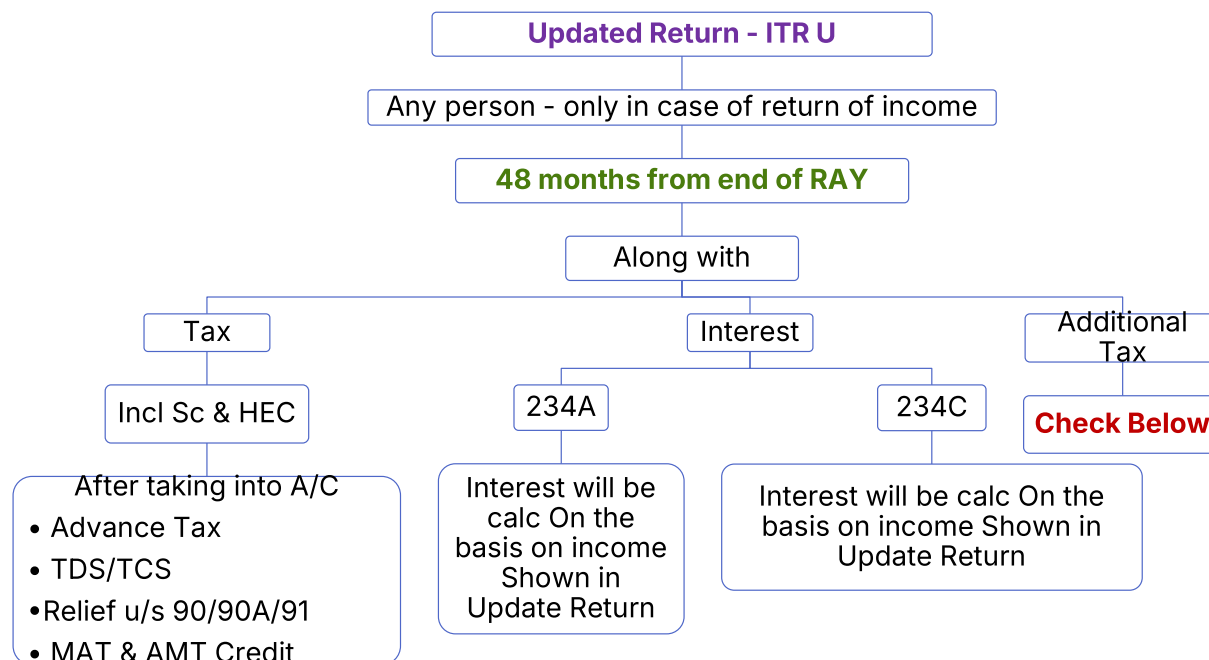 Updated Return - ITR U
Any person - only in case of return of income
48 months from end of RAY
Along with
Tax
Interest
Additional
Tax
Incl Sc & HEC
234A
234C
Check Below
After taking into A/C
• Advance Tax
• TDS/TCS
•Relief u/s 90/90A/91
• MAT & AMT Credit
Interest will be
calc On the
basis on income
Shown in
Update Return
Interest will be calc On the
basis on income Shown in
Update Return